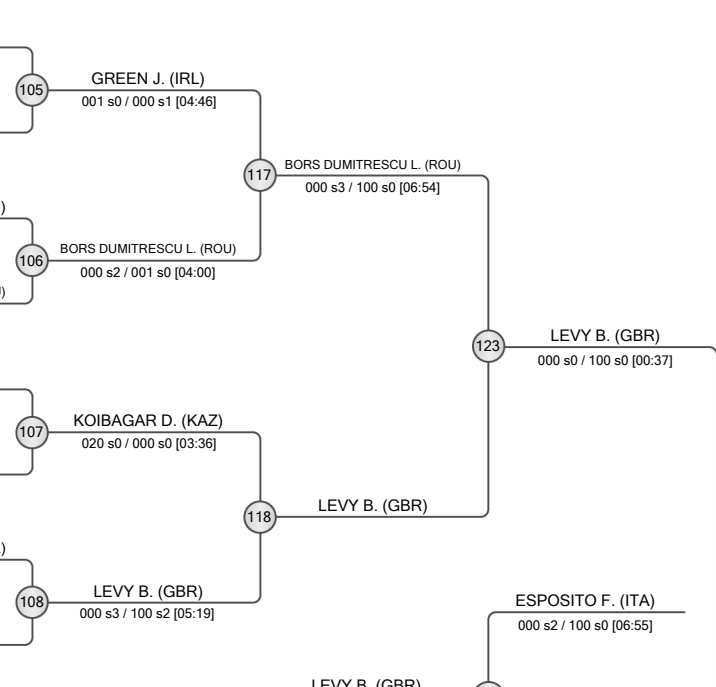 GREEN J. (IRL)
105
001 s0 / 000 s1 [04:46]
BORS DUMITRESCU L. (ROU)
117
000 s3 / 100 s0 [06:54]
)
BORS DUMITRESCU L. (ROU)
106
000 s2 / 001 s0 [04:00]
)
LEVY B. (GBR)
123
000 s0 / 100 s0 [00:37]
KOIBAGAR D. (KAZ)
107
020 s0 / 000 s0 [03:36]
LEVY B. (GBR)
118
)
LEVY B. (GBR)
108
000 s3 / 100 s2 [05:19]
ESPOSITO F. (ITA)
000 s2 / 100 s0 [06:55]
LEVY B. (GBR)